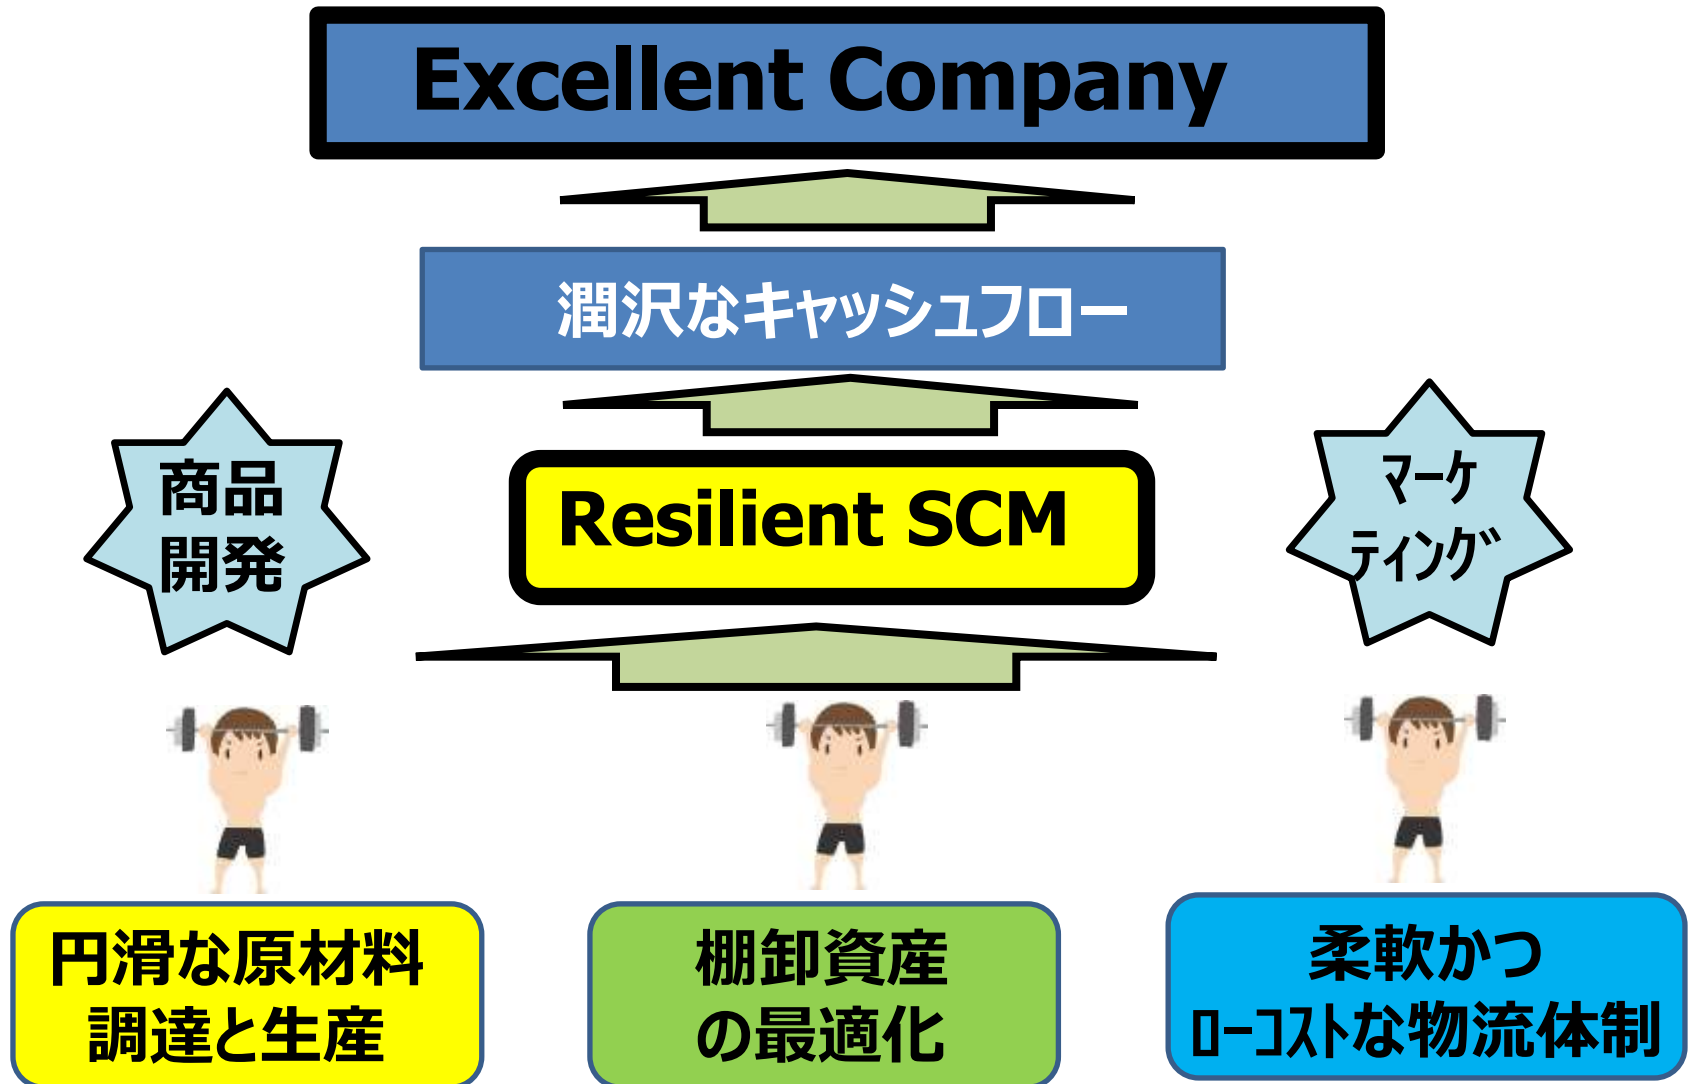 Excellent Company
潤沢なキャッシュフロー
商品
開発
Resilient SCM
ﾏｰｹ
ﾃｨﾝｸﾞ
円滑な原材料
調達と生産
棚卸資産
の最適化
柔軟かつ
ﾛｰｺｽﾄな物流体制